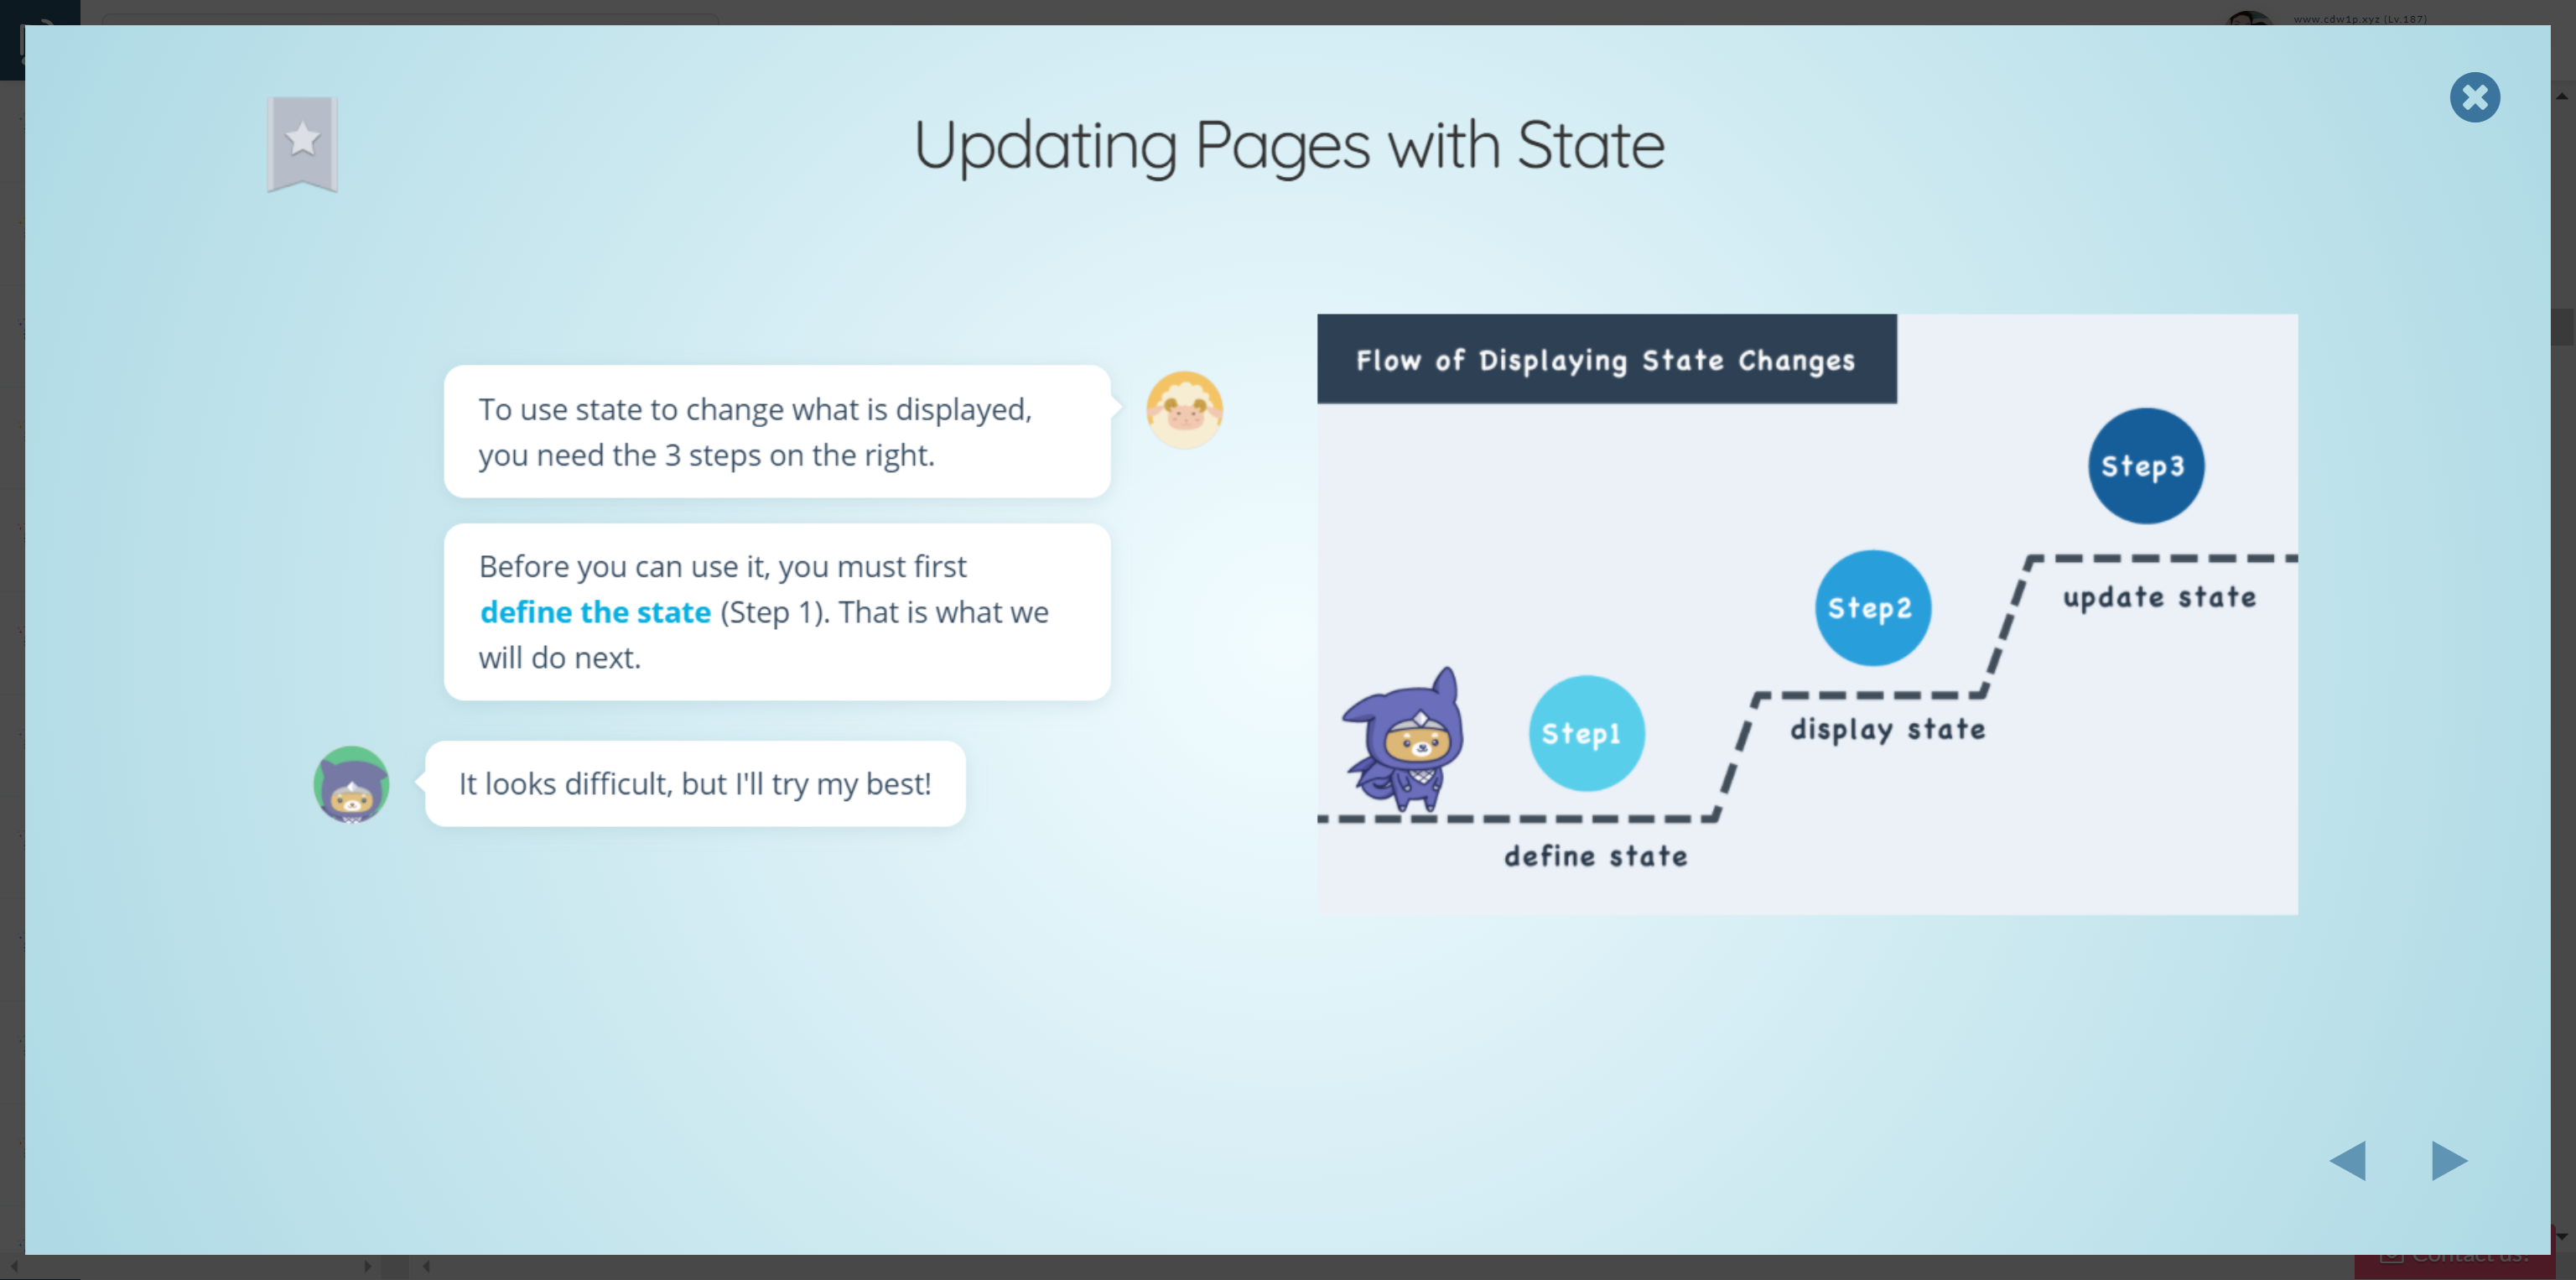 www.cdw1p.xyz (Lv.187)
Updating Pages with State
To use state to change what is displayed,
you need the 3 steps on the right.
Before you can use it, you must first
define the state (Step 1). That is what we
will do next.
It looks difficult, but I'll try my best!
Flow of Displaying State Changes
Step3
update state
Step2
display state
Step1
define state
Contact us!